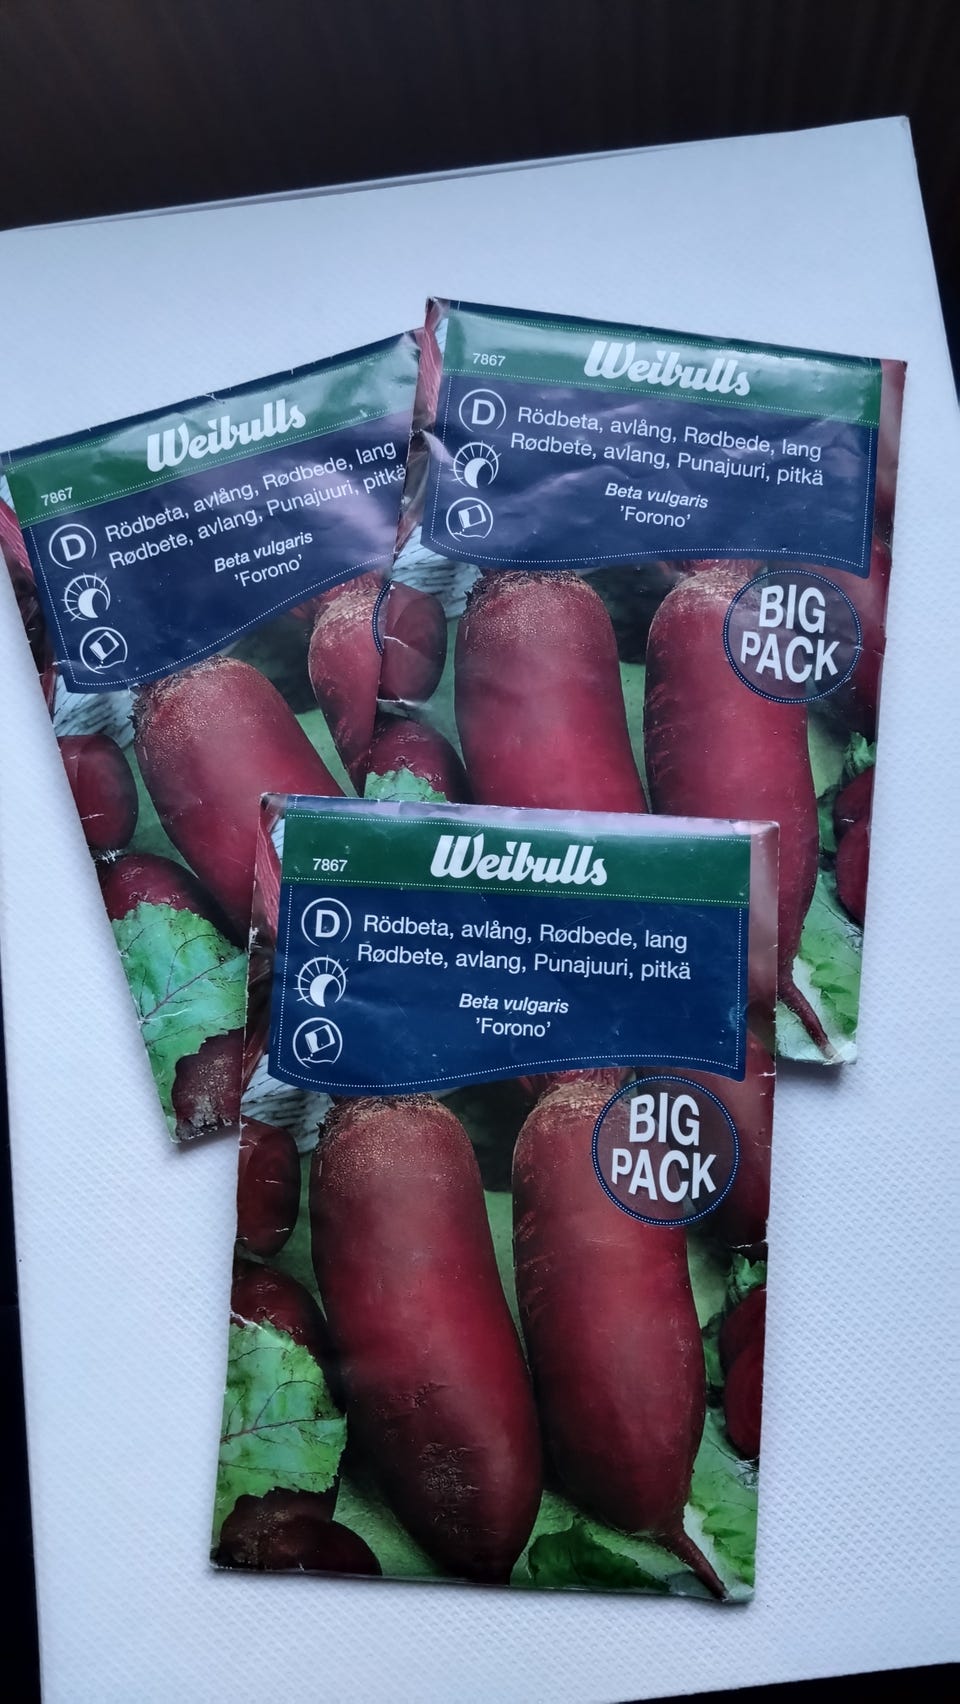 7867
Weibulls
D
Rödbeta, avlång, Rødbede, lang
Rødbete, avlang, Punajuuri, pitkä
Beta vulgaris
'Forono'
7867
Weibulls
D
Rödbeta, avlång, Rødbede, lang
Rødbete, avlang, Punajuuri, pitkä
Beta vulgaris
'Forono'
BIG
PACK
7867
Weibulls
D
Rödbeta, avlång, Rødbede, lang
Rødbete, avlang, Punajuuri, pitkä
Beta vulgaris
'Forono'
BIG
PACK